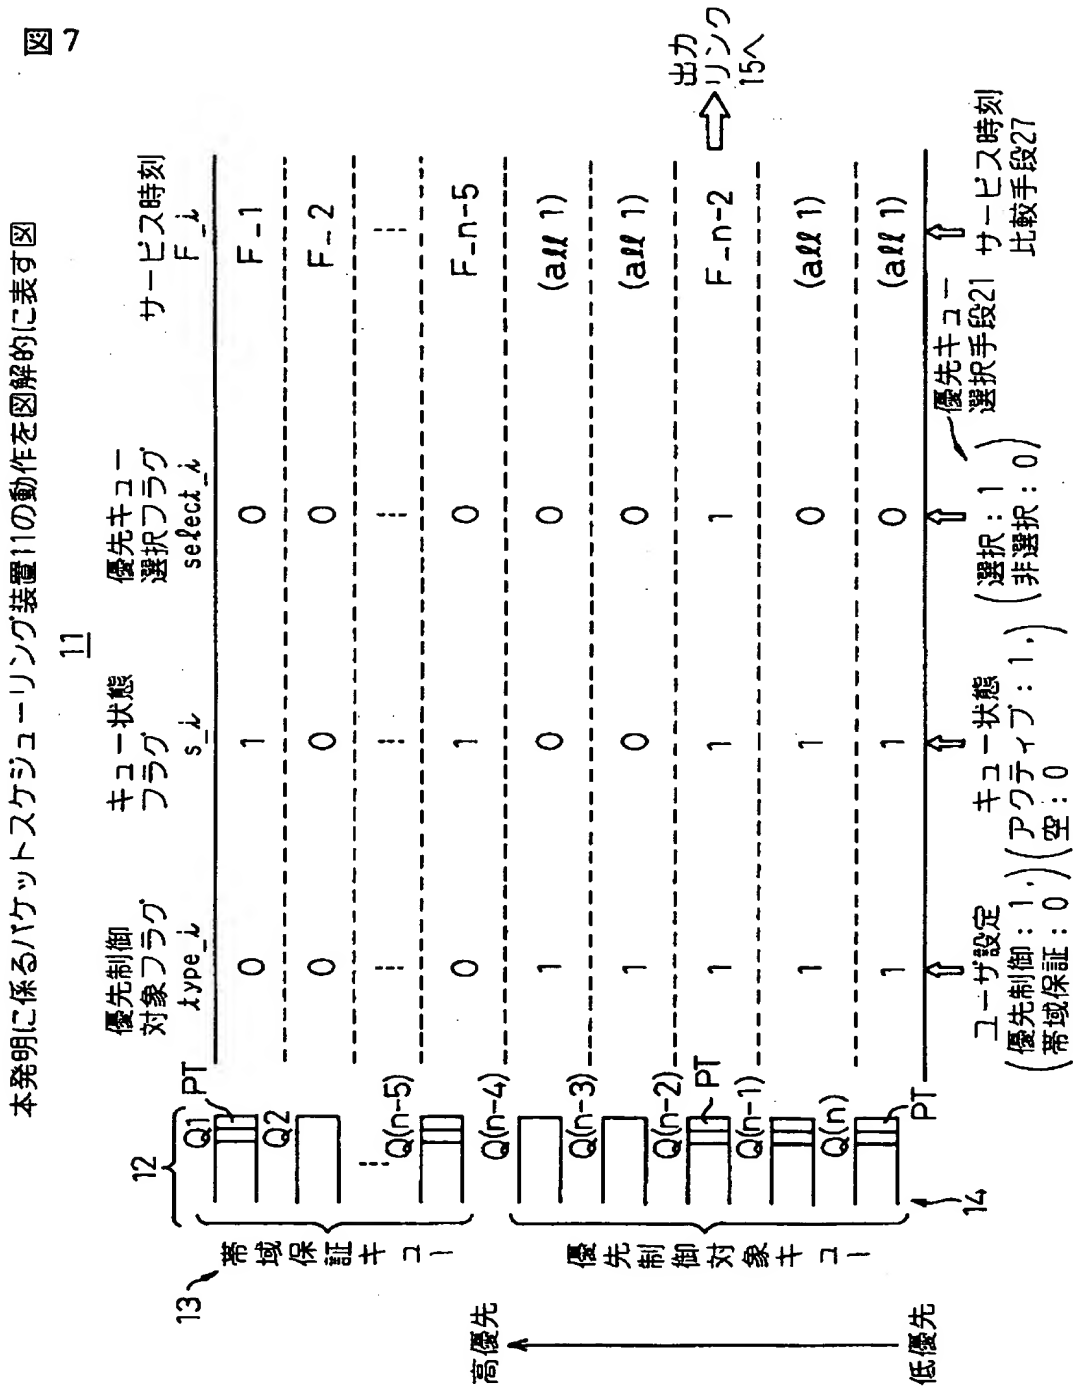 図7
本発明に係るパケットスケジューリング装置11の動作を図解的に表す図
11
優先制御
対象フラグ
type_i
キュー状態
フラグ
s_i
優先キュー
選択フラグ
select_i
サービス時刻
F_i
12
13
帯域保証キュー
Q1
PT
0
1
0
F_1
Q2
0
0
0
F_2
Q(n-5)
0
1
0
F_n-5
高優先
優先制御対象キュー
Q(n-4)
1
0
0
(all 1)
Q(n-3)
1
0
0
(all 1)
Q(n-2)
PT
1
1
1
F_n-2
出力
リンク
15へ
Q(n-1)
1
1
0
(all 1)
Q(n)
PT
1
1
0
(all 1)
14
低優先
ユーザ設定
(優先制御:1,
帯域保証:0)
キュー状態
(アクティブ:1,
空:0)
(選択:1
非選択:0)
優先キュー
選択手段21
サービス時刻
比較手段27